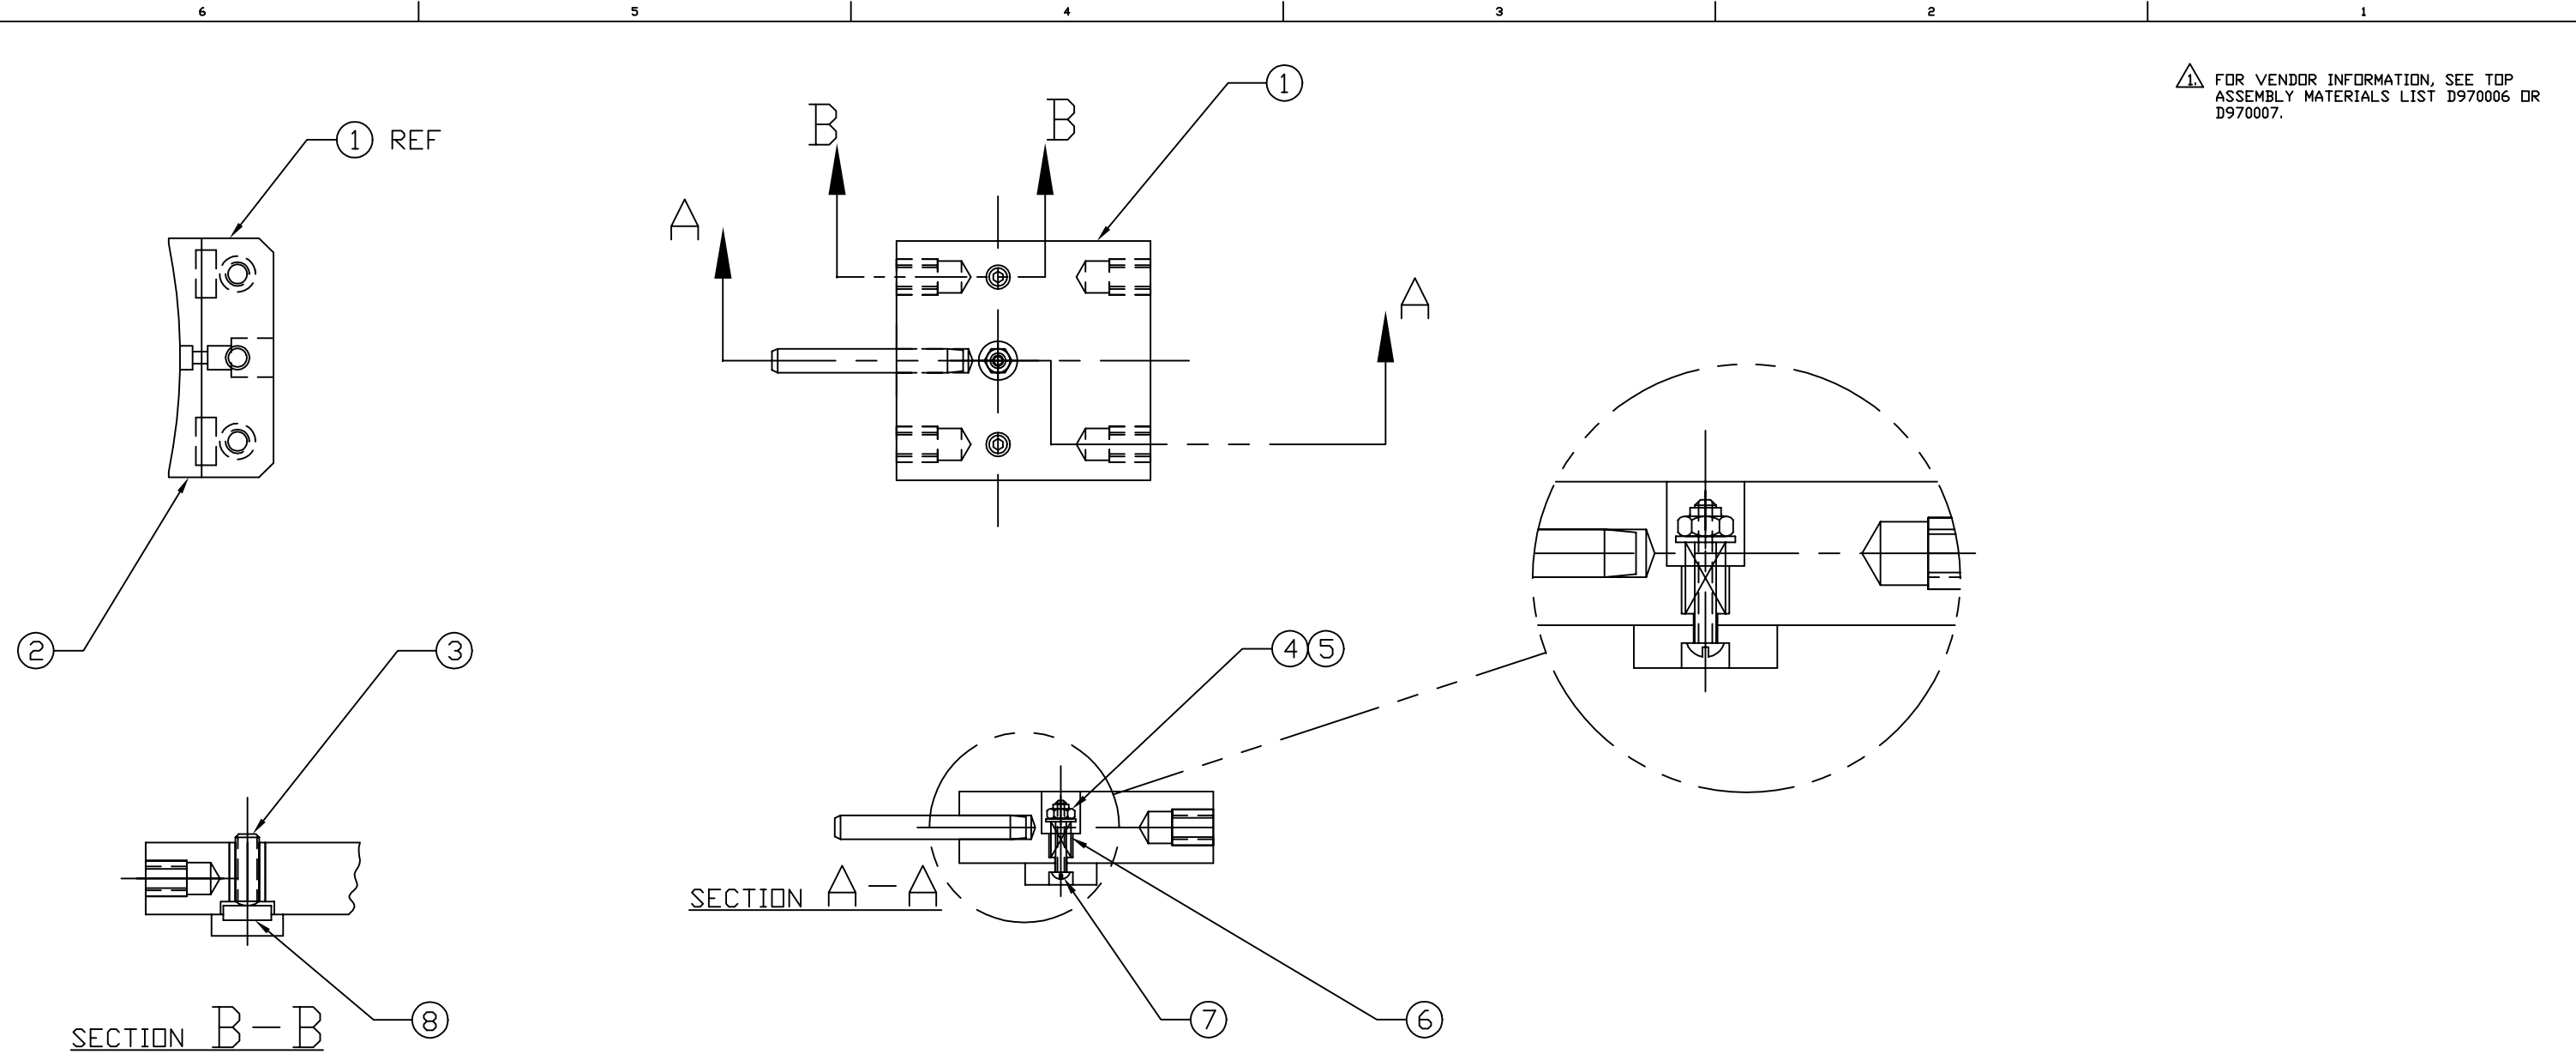 6 5 4 3 2 1
1. FOR VENDOR INFORMATION, SEE TOP
ASSEMBLY MATERIALS LIST D970006 OR
D970007.
1
B B
1 REF
A
A
2
3
4 5
SECTION A-A
8
7
6
SECTION B-B